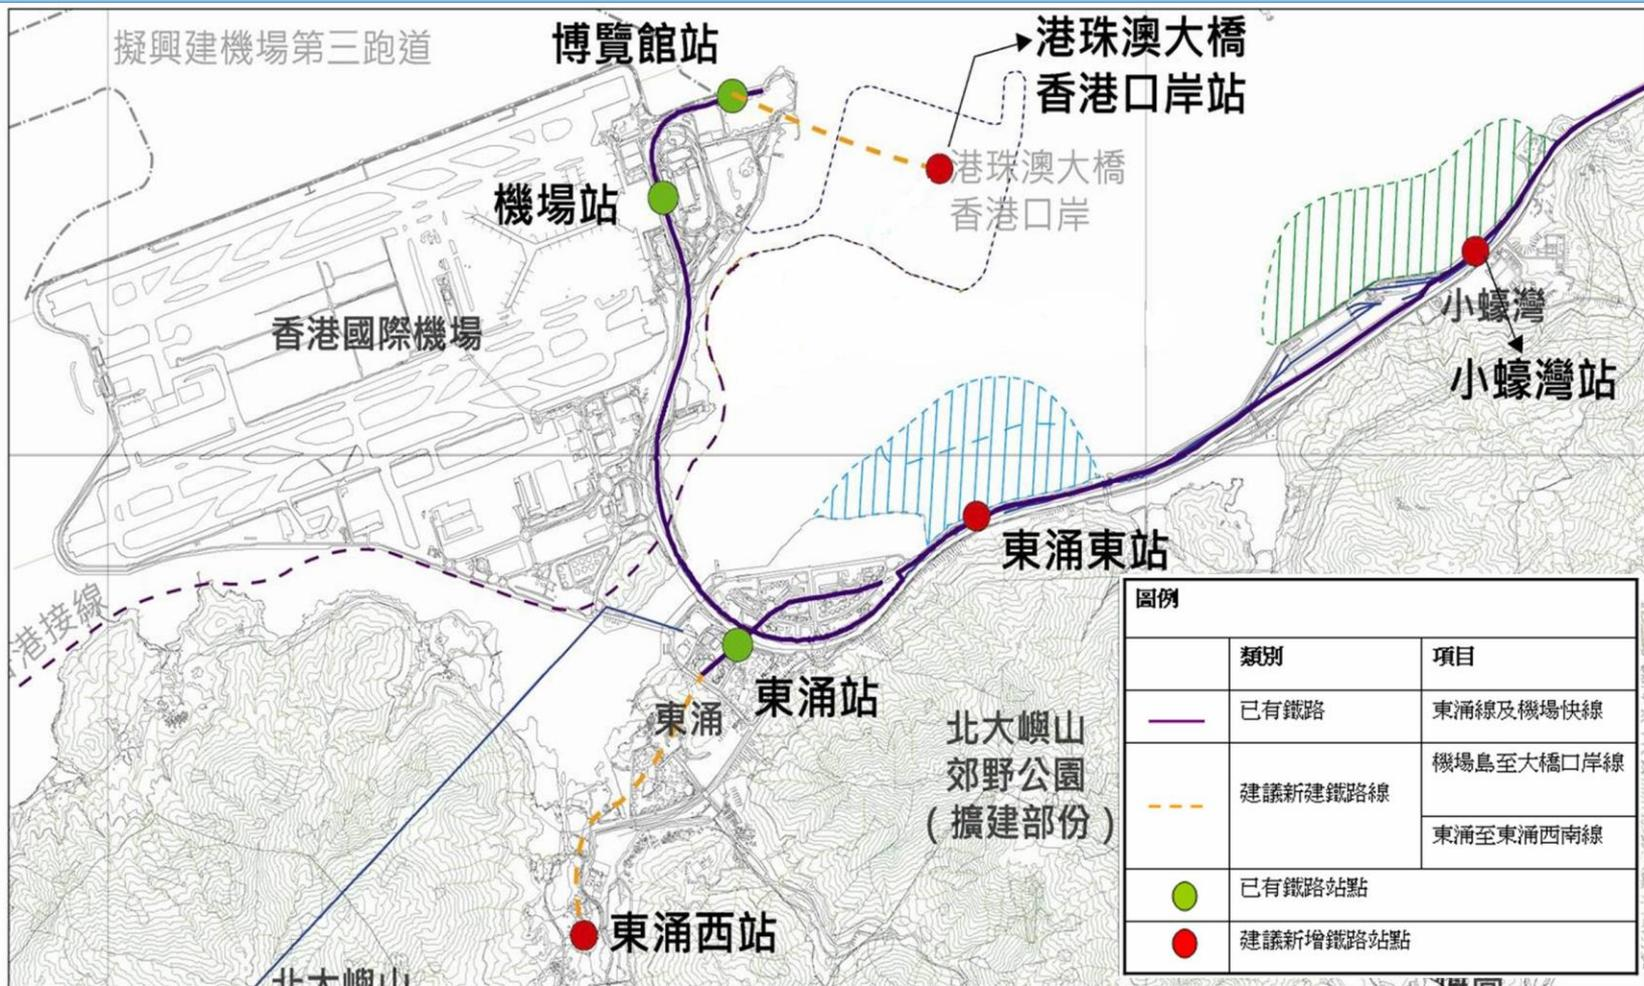 擬興建機場第三跑道
博覽館站
港珠澳大橋
香港口岸站
港珠澳大橋
香港口岸
機場站
香港國際機場
小蠔灣
小蠔灣站
東涌東站
港接線
東涌站
東涌
北大嶼山
郊野公園
(擴建部份)
東涌西站
北大嶼山
圖例
類別
項目
已有鐵路
東涌線及機場快線
建議新建鐵路線
機場島至大橋口岸線
東涌至東涌西南線
已有鐵路站點
建議新增鐵路站點